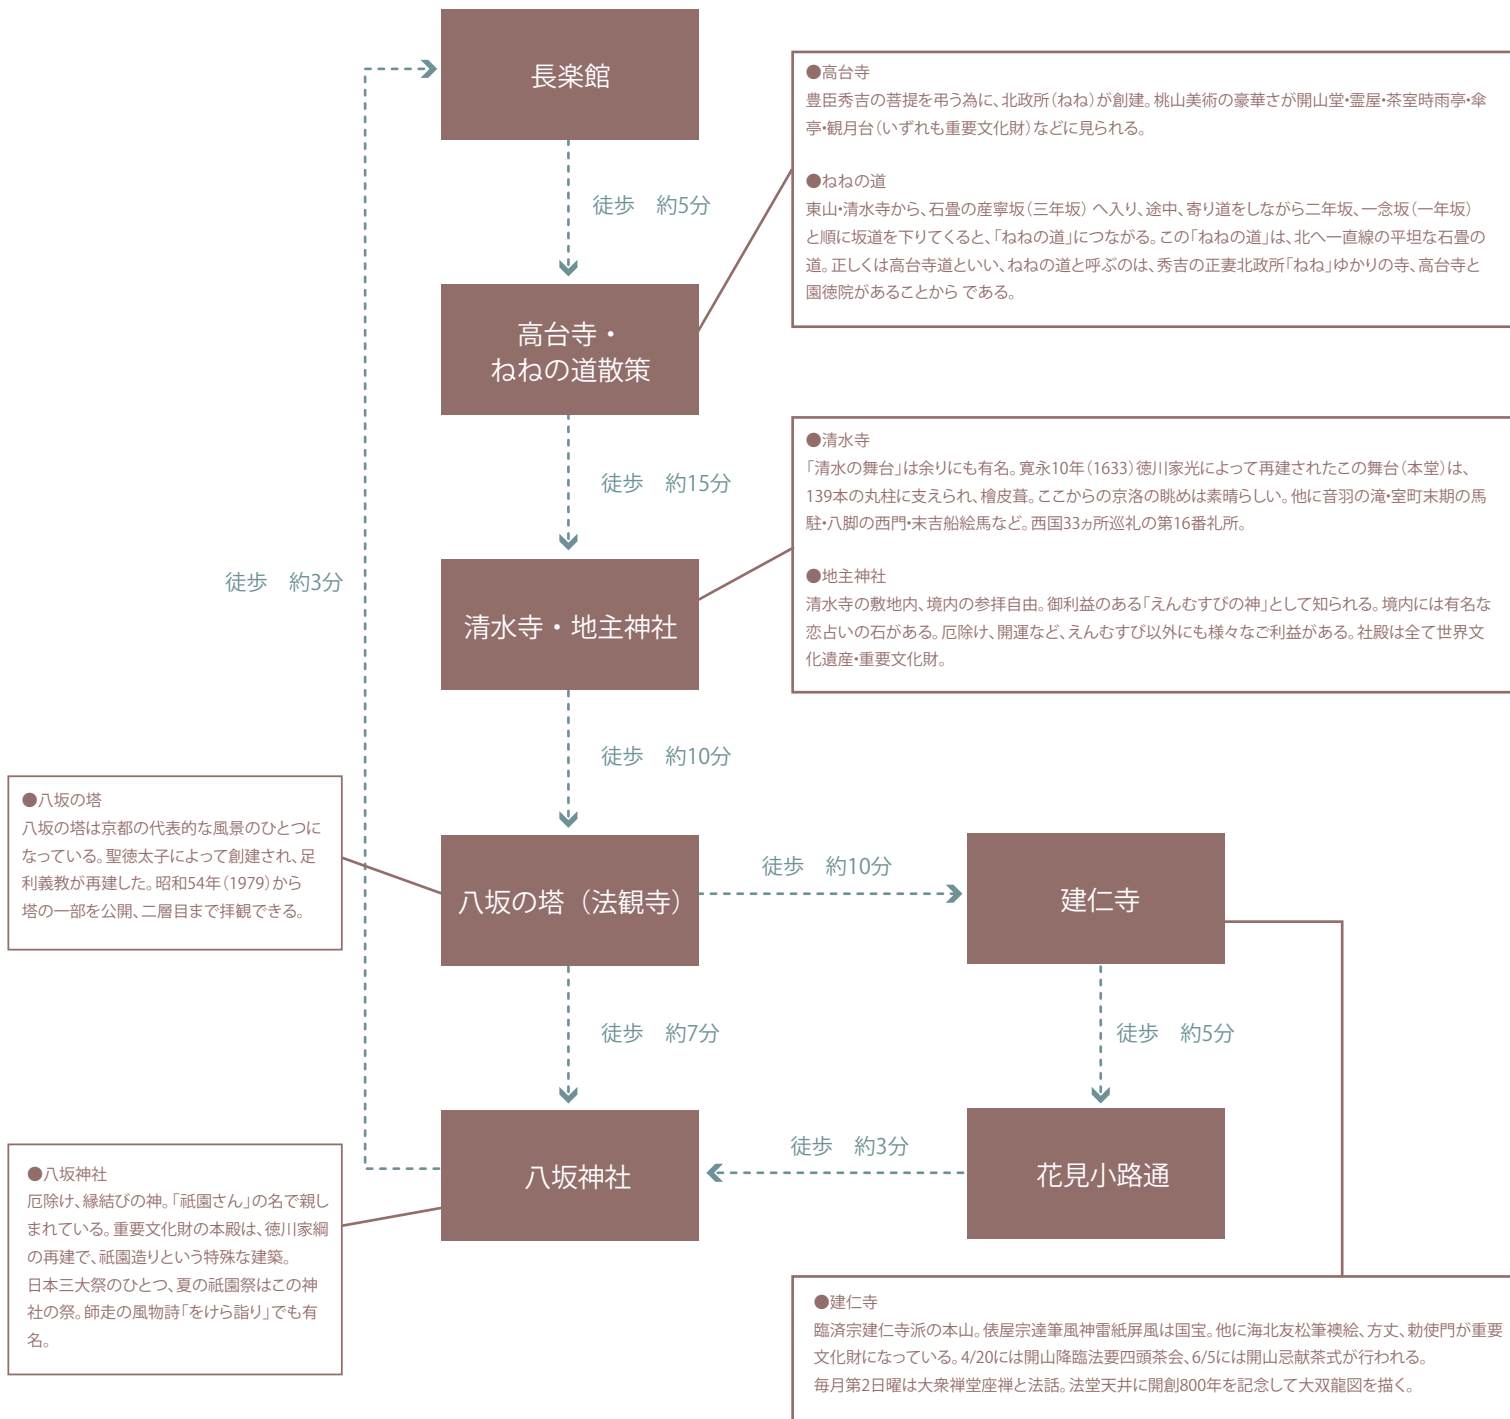 長楽館
徒歩　約5分
●高台寺
豊臣秀吉の菩提を弔う為に、北政所（ねね）が創建。桃山美術の豪華さが開山堂・霊屋・茶室時雨亭・傘
亭・観月台（いずれも重要文化財）などに見られる。
●ねねの道
東山・清水寺から、石畳の産寧坂（三年坂） へ入り、途中、寄り道をしながら二年坂、一念坂（一年坂）
と順に坂道を下りてくると、「ねねの道」につながる。この「ねねの道」は、北へ一直線の平坦な石畳の
道。正しくは高台寺道といい、ねねの道と呼ぶのは、秀吉の正妻北政所「ねね」ゆかりの寺、高台寺と
圓徳院があることから である。
高台寺・
ねねの道散策
徒歩　約15分
●清水寺
「清水の舞台」は余りにも有名。寛永10年（1633）徳川家光によって再建されたこの舞台（本堂）は、
139本の丸柱に支えられ、檜皮葺。ここからの京洛の眺めは素晴らしい。他に音羽の滝・室町末期の馬
駐・八脚の西門・末吉船絵馬など。西国33ヵ所巡礼の第16番礼所。
●地主神社
清水寺の敷地内、境内の参拝自由。御利益のある「えんむすびの神」として知られる。境内には有名な
恋占いの石がある。厄除け、開運など、えんむすび以外にも様々なご利益がある。社殿は全て世界文
化遺産・重要文化財。
徒歩　約3分
清水寺・地主神社
徒歩　約10分
●八坂の塔
八坂の塔は京都の代表的な風景のひとつに
なっている。聖徳太子によって創建され、足
利義教が再建した。昭和54年（1979）から
塔の一部を公開、二層目まで拝観できる。
八坂の塔（法観寺）
徒歩　約10分
建仁寺
徒歩　約7分
徒歩　約5分
●八坂神社
厄除け、縁結びの神。「祇園さん」の名で親し
まれている。重要文化財の本殿は、徳川家綱
の再建で、祇園造りという特殊な建築。
日本三大祭のひとつ、夏の祇園祭はこの神
社の祭。師走の風物詩「をけら詣り」でも有
名。
八坂神社
徒歩　約3分
花見小路通
●建仁寺
臨済宗建仁寺派の本山。俵屋宗達筆風神雷紙屏風は国宝。他に海北友松筆襖絵、方丈、勅使門が重要
文化財になっている。4/20には開山降臨法要四頭茶会、6/5には開山忌献茶式が行われる。
毎月第2日曜は大衆禅堂座禅と法話。法堂天井に開創800年を記念して大双龍図を描く。